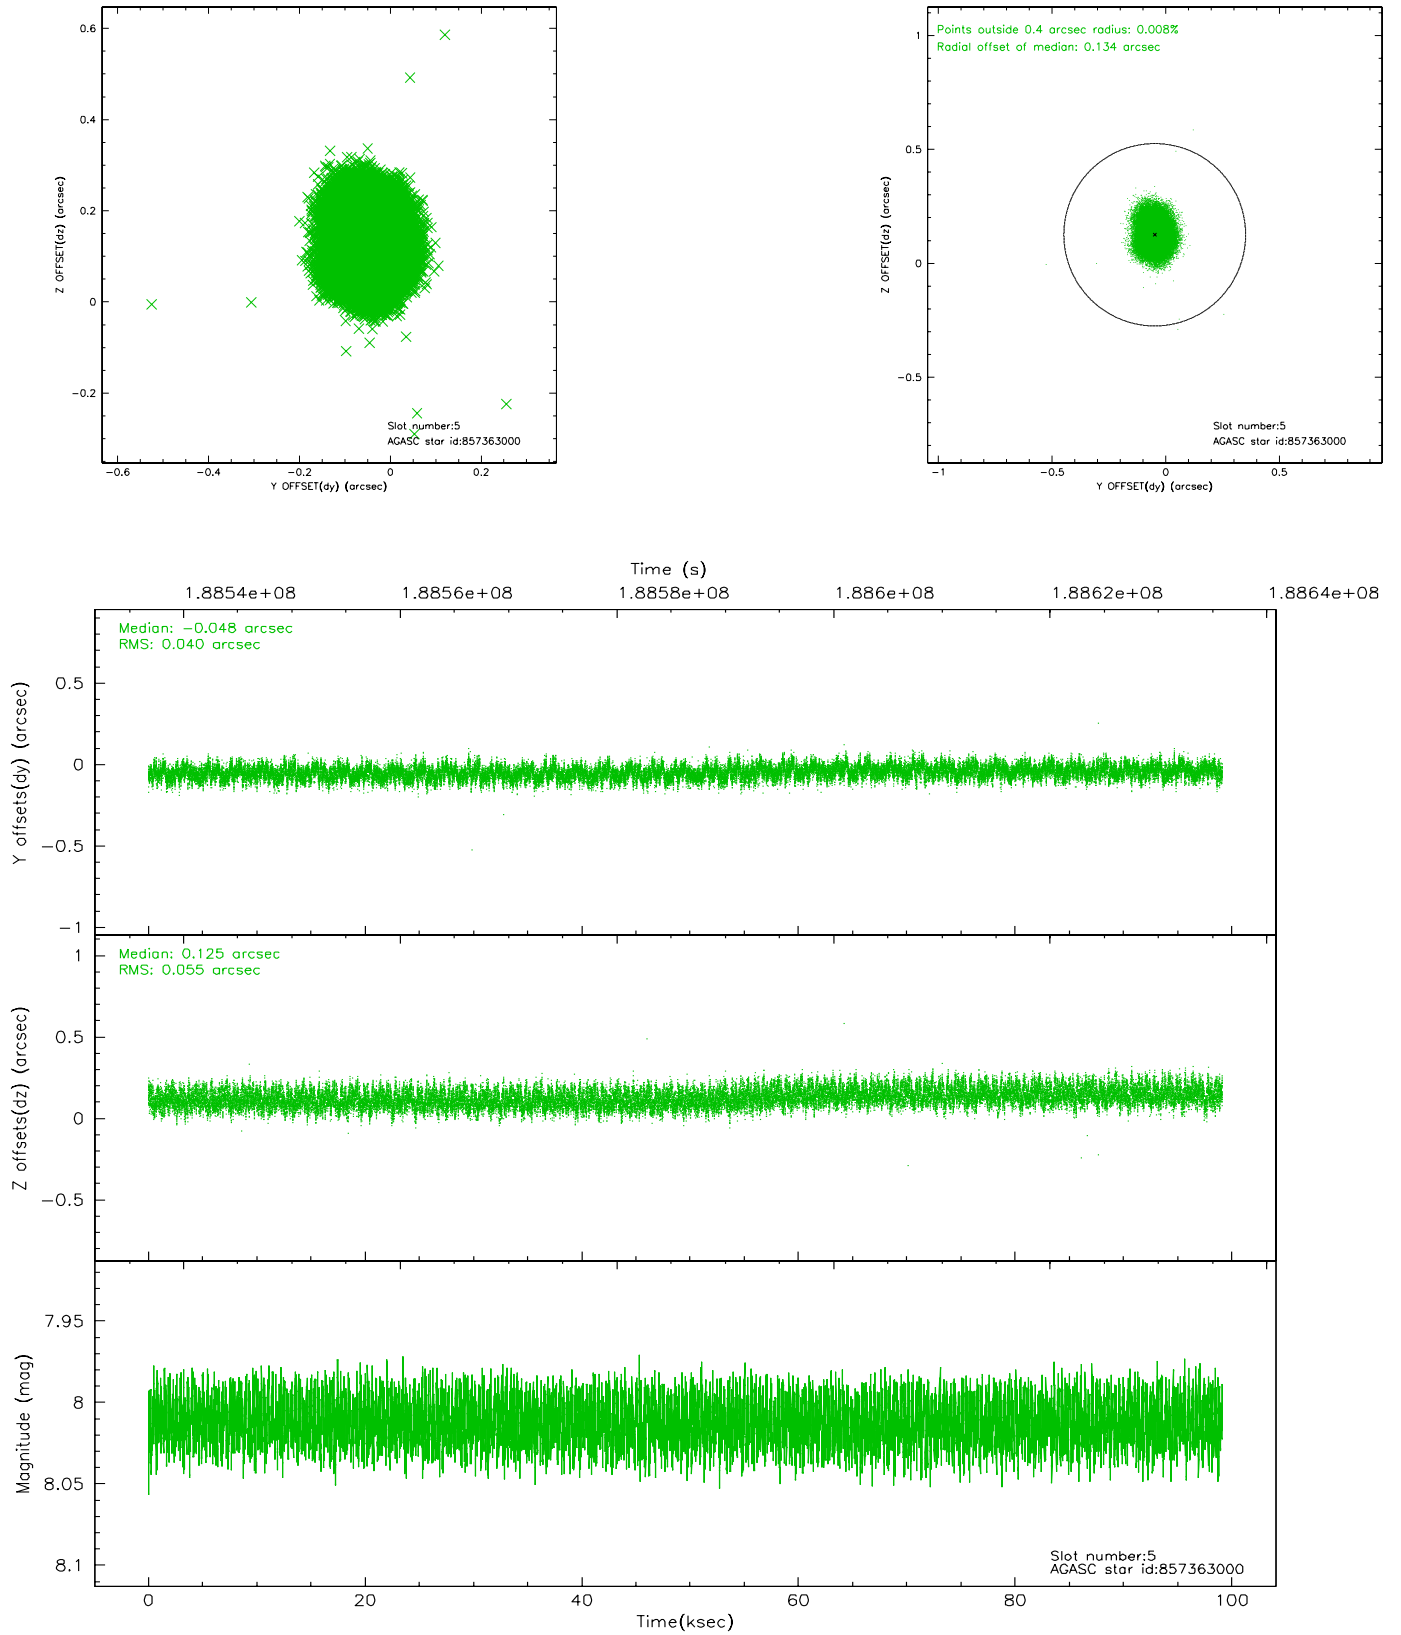 0.6
0.4
0.2
0
−0.2
Z OFFSET(dz) (arcsec)
Slot number:5
AGASC star id:857363000
−0.6 −0.4 −0.2 0 0.2
Y OFFSET(dy) (arcsec)
Points outside 0.4 arcsec radius: 0.008%
Radial offset of median: 0.134 arcsec
1
0.5
0
−0.5
Z OFFSET(dz) (arcsec)
Slot number:5
AGASC star id:857363000
−1 −0.5 0 0.5
Y OFFSET(dy) (arcsec)
Time (s)
1.8854e+08 1.8856e+08 1.8858e+08 1.886e+08 1.8862e+08 1.8864e+08
Median: −0.048 arcsec
RMS: 0.040 arcsec
0.5
0
−0.5
−1
Y offsets(dy) (arcsec)
Median: 0.125 arcsec
RMS: 0.055 arcsec
1
0.5
0
−0.5
Z offsets(dz) (arcsec)
7.95
8
8.05
8.1
Magnitude (mag)
Slot number:5
AGASC star id:857363000
0 20 40 60 80 100
Time(ksec)